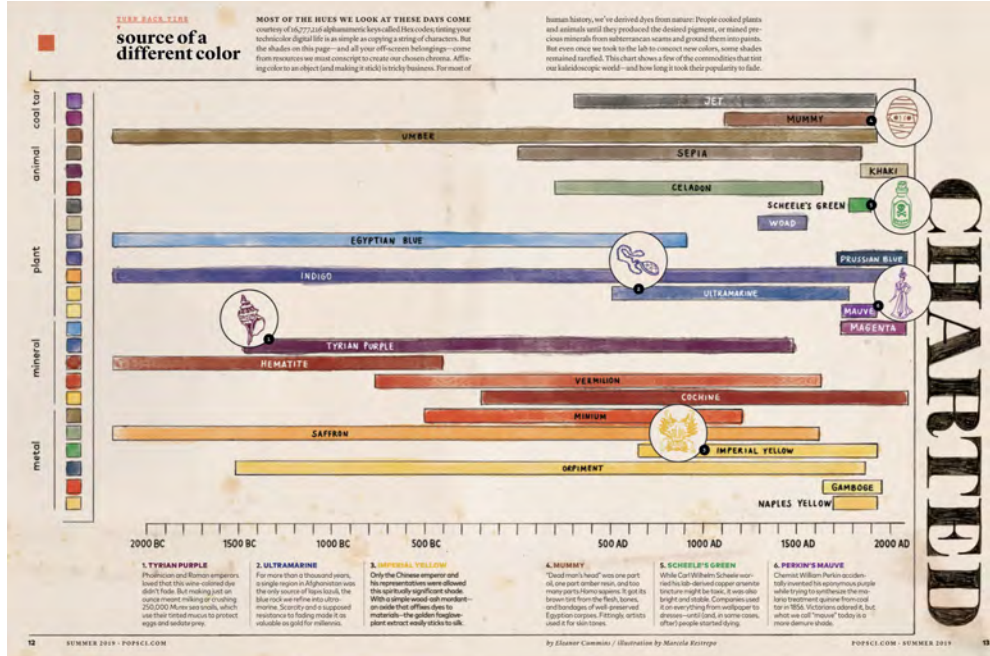 TURN BACK TIME
source of a
different color
MOST OF THE HUES WE LOOK AT THESE DAYS COME
courtesy of 16,777,216 alphanumeric keys called Hex codes; tinting your
technicolor digital life is as simple as copying a string of characters. But
the shades on this page—and all your off-screen belongings—come
from resources we must conscript to create our chosen chroma. Affix-
ing color to an object (and making it stick) is tricky business. For most of
human history, we've derived dyes from nature: People cooked plants
and animals until they produced the desired pigment, or mined pre-
cious minerals from subterranean seams and ground them into paints.
But even once we took to the lab to concoct new colors, some shades
remained rarefied. This chart shows a few of the commodities that tint
our kaleidoscopic world—and how long it took their popularity to fade.
coal tar
animal
plant
mineral
metal
JET
MUMMY
4
UMBER
SEPIA
KHAKI
CELADON
SCHEELE'S GREEN
5
WOAD
EGYPTIAN BLUE
PRUSSIAN BLUE
INDIGO
2
ULTRAMARINE
MAUVE
MAGENTA
1
TYRIAN PURPLE
HEMATITE
VERMILION
COCHINE
MINIUM
SAFFRON
3
IMPERIAL YELLOW
ORPIMENT
GAMBOGE
NAPLES YELLOW
CHARTED
2000 BC
1500 BC
1000 BC
500 BC
500 AD
1000 AD
1500 AD
2000 AD
1. TYRIAN PURPLE
Phoenician and Roman emperors
loved that this wine-colored dye
didn't fade. But making just an
ounce meant milking or crushing
250,000 Murex sea snails, which
use their tinted mucus to protect
eggs and sedate prey.
2. ULTRAMARINE
For more than a thousand years,
a single region in Afghanistan was
the only source of lapis lazuli, the
blue rock we refine into ultra-
marine. Scarcity and a supposed
resistance to fading made it as
valuable as gold for millennia.
3. IMPERIAL YELLOW
Only the Chinese emperor and
his representatives were allowed
this spiritually significant shade.
With a simple wood-ash mordant—
an oxide that affixes dyes to
materials—the golden foxglove-
plant extract easily sticks to silk.
4. MUMMY
"Dead man's head" was one part
oil, one part amber resin, and too
many parts Homo sapiens. It got its
brown tint from the flesh, bones,
and bandages of well-preserved
Egyptian corpses. Fittingly, artists
used it for skin tones.
5. SCHEELE'S GREEN
While Carl Wilhelm Scheele wor-
ried his lab-derived copper arsenite
tincture might be toxic, it was also
bright and stable. Companies used
it on everything from wallpaper to
dresses—until (and, in some cases,
after) people started dying.
6. PERKIN'S MAUVE
Chemist William Perkin acciden-
tally invented his eponymous purple
while trying to synthesize the ma-
laria treatment quinine from coal
tar in 1856. Victorians adored it, but
what we call "mauve" today is a
more demure shade.
12
SUMMER 2019 · POPSCI.COM
by Eleanor Cummins / illustration by Marcela Restrepo
POPSCI.COM · SUMMER 2019
13